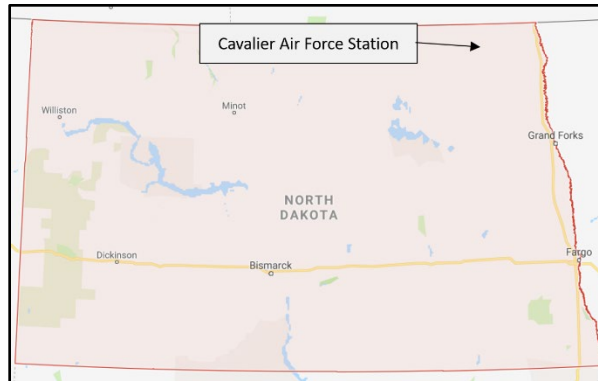 Cavalier Air Force Station
Williston
Minot
Grand Forks
NORTH
DAKOTA
Dickinson
Bismarck
Fargo